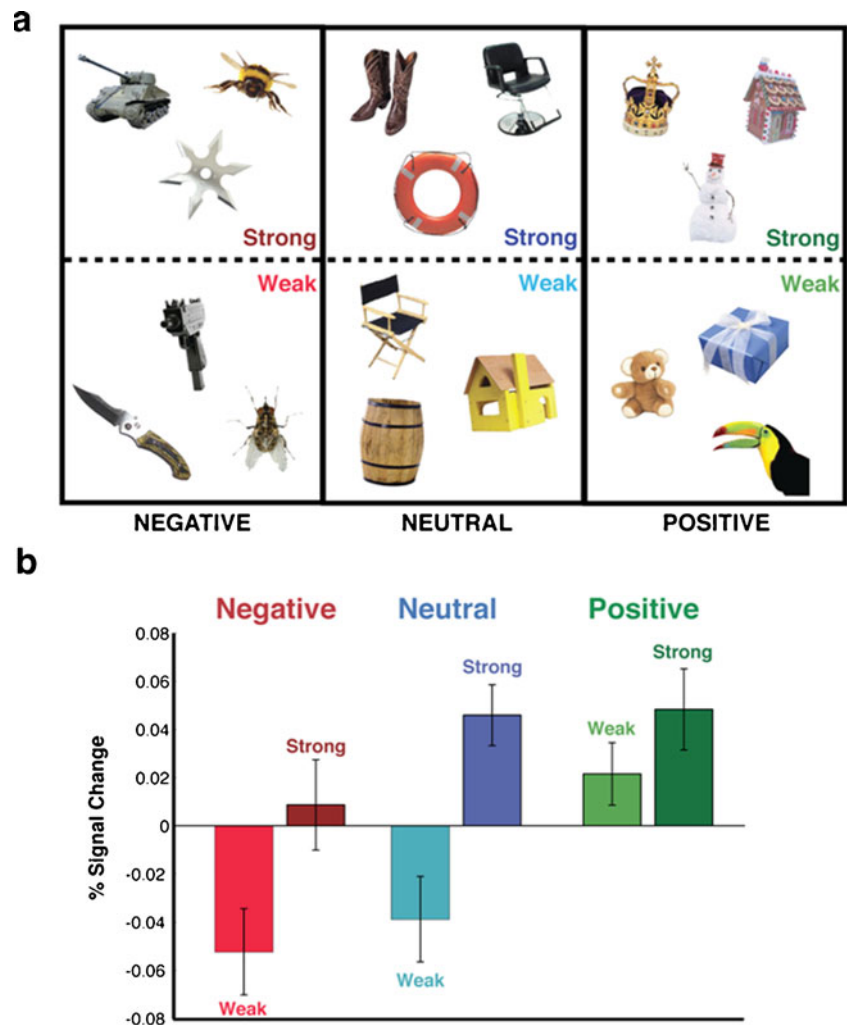 a
Strong
Strong
Strong
Weak
Weak
Weak
NEGATIVE
NEUTRAL
POSITIVE
b
Negative
Neutral
Positive
0.08
0.06
0.04
0.02
0
-0.02
-0.04
-0.06
-0.08
% Signal Change
Weak
Strong
Weak
Strong
Weak
Strong